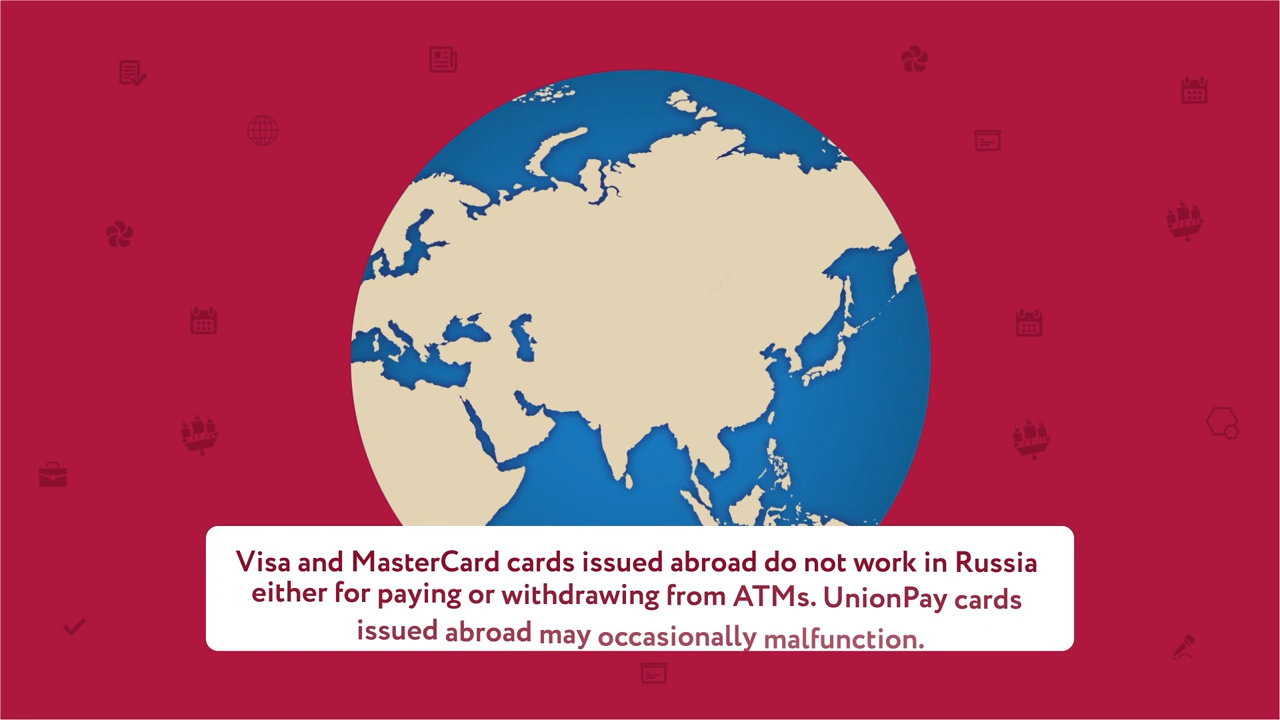 Visa and MasterCard cards issued abroad do not work in Russia
either for paying or withdrawing from ATMs. UnionPay cards
issued abroad may occasionally malfunction.